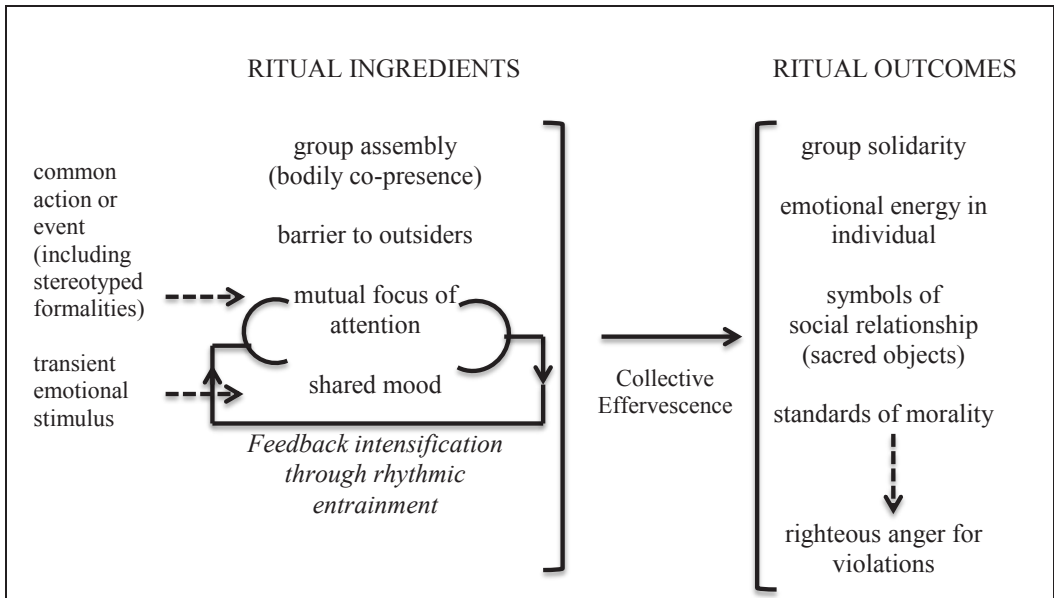 RITUAL INGREDIENTS
common
action or
event
(including
stereotyped
formalities)
transient
emotional
stimulus
group assembly
(bodily co-presence)
barrier to outsiders
mutual focus of
attention
shared mood
Feedback intensification
through rhythmic
entrainment
Collective
Effervescence
RITUAL OUTCOMES
group solidarity
emotional energy in
individual
symbols of
social relationship
(sacred objects)
standards of morality
righteous anger for
violations